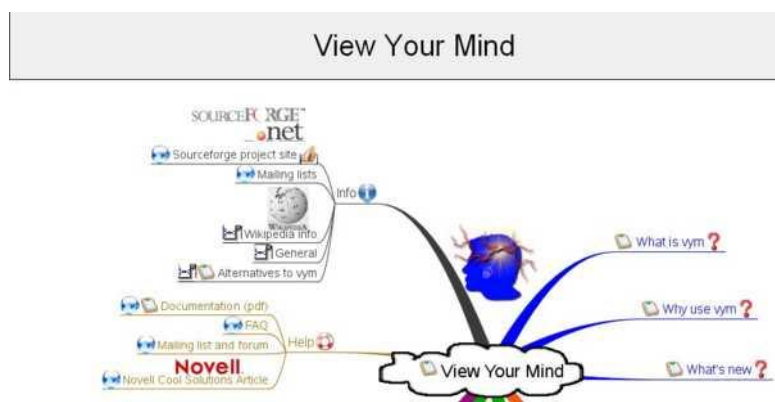 View Your Mind
SOURCEFORGE™
.net
Sourceforge project site
Mailing lists
Info
WIKIPEDIA
Wikipedia Info
General
Alternatives to vym
Documentation (pdf)
FAQ
Mailing list and forum
Help
Novell
Novell Cool Solutions Article
View Your Mind
What is vym ?
Why use vym ?
What's new ?